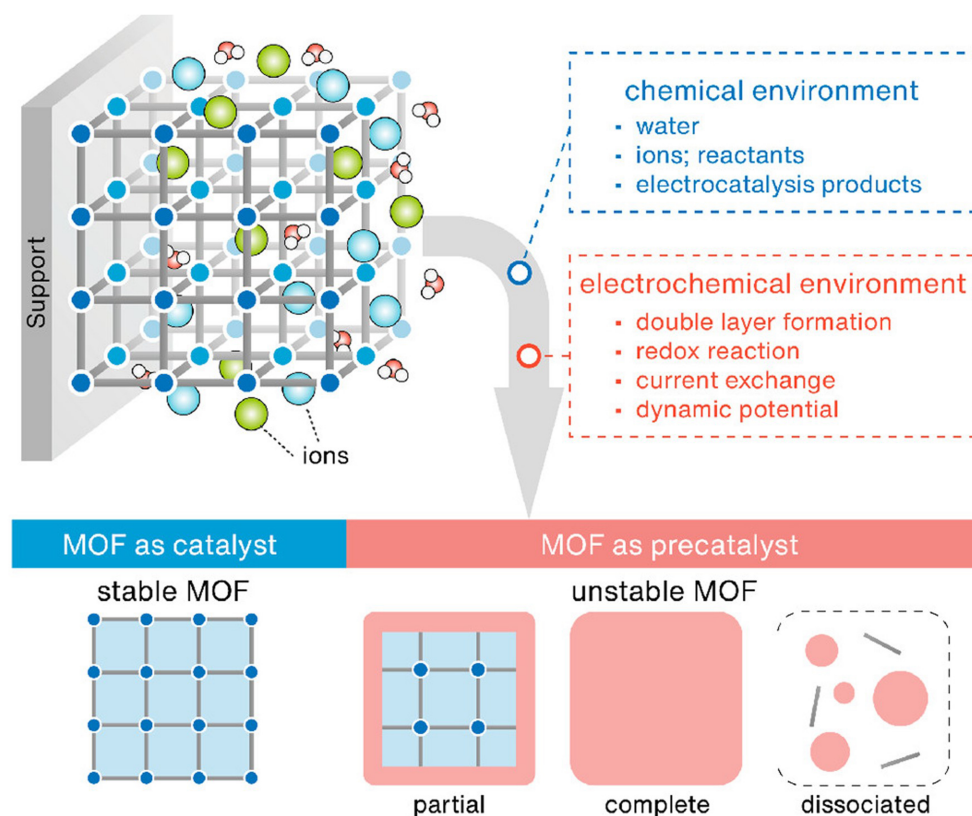 Support
ions
chemical environment
▪ water
▪ ions; reactants
▪ electrocatalysis products
electrochemical environment
▪ double layer formation
▪ redox reaction
▪ current exchange
▪ dynamic potential
MOF as catalyst
MOF as precatalyst
stable MOF
unstable MOF
partial
complete
dissociated